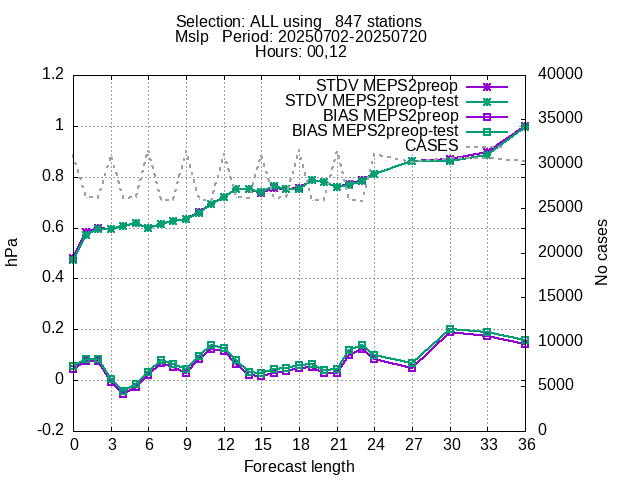 Selection: ALL using   847 stations
Mslp   Period: 20250702-20250720
Hours: 00,12
STDV MEPS2preop
STDV MEPS2preop-test
BIAS MEPS2preop
BIAS MEPS2preop-test
CASES
hPa
1.2
1
0.8
0.6
0.4
0.2
0
-0.2
No cases
40000
35000
30000
25000
20000
15000
10000
5000
0
0 3 6 9 12 15 18 21 24 27 30 33 36
Forecast length